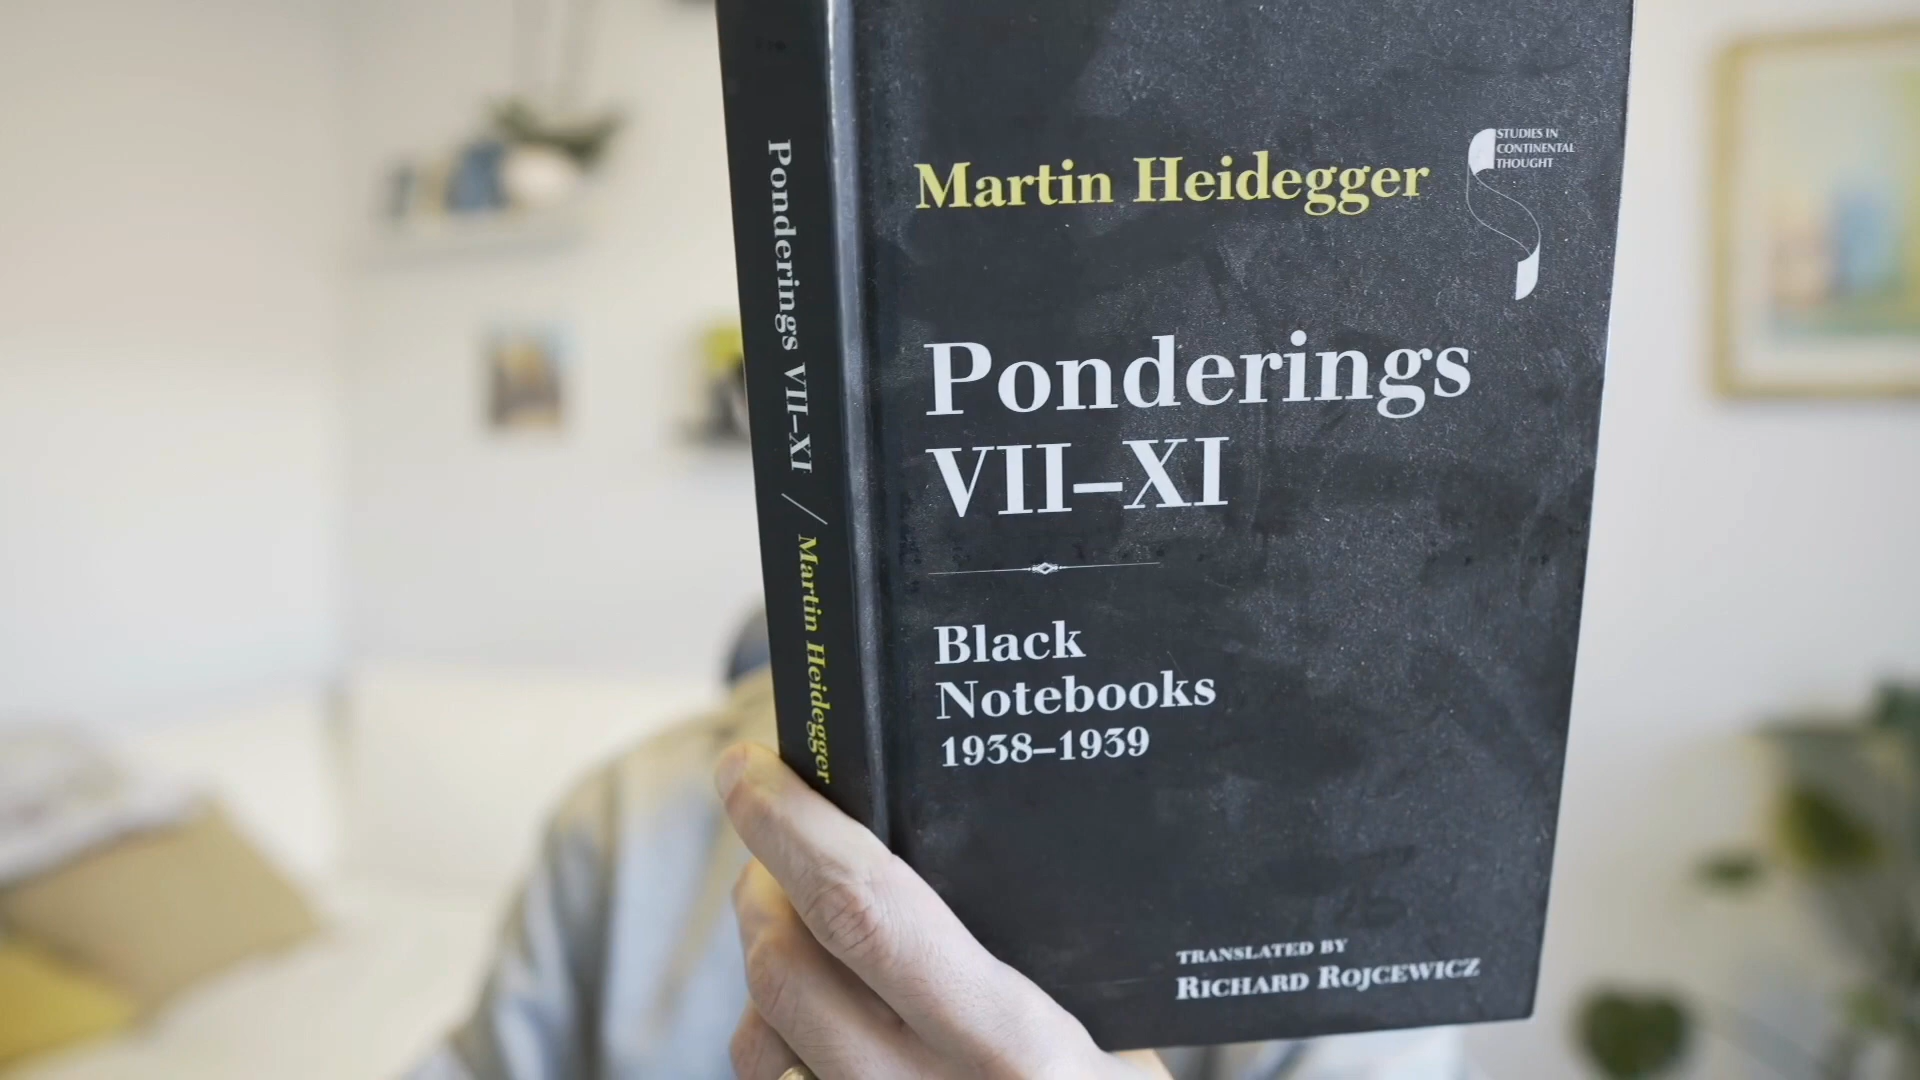 Ponderings VII–XI / Martin Heidegger
Martin Heidegger
STUDIES IN
CONTINENTAL
THOUGHT
Ponderings
VII–XI
Black
Notebooks
1938–1939
TRANSLATED BY
RICHARD ROJCEWICZ